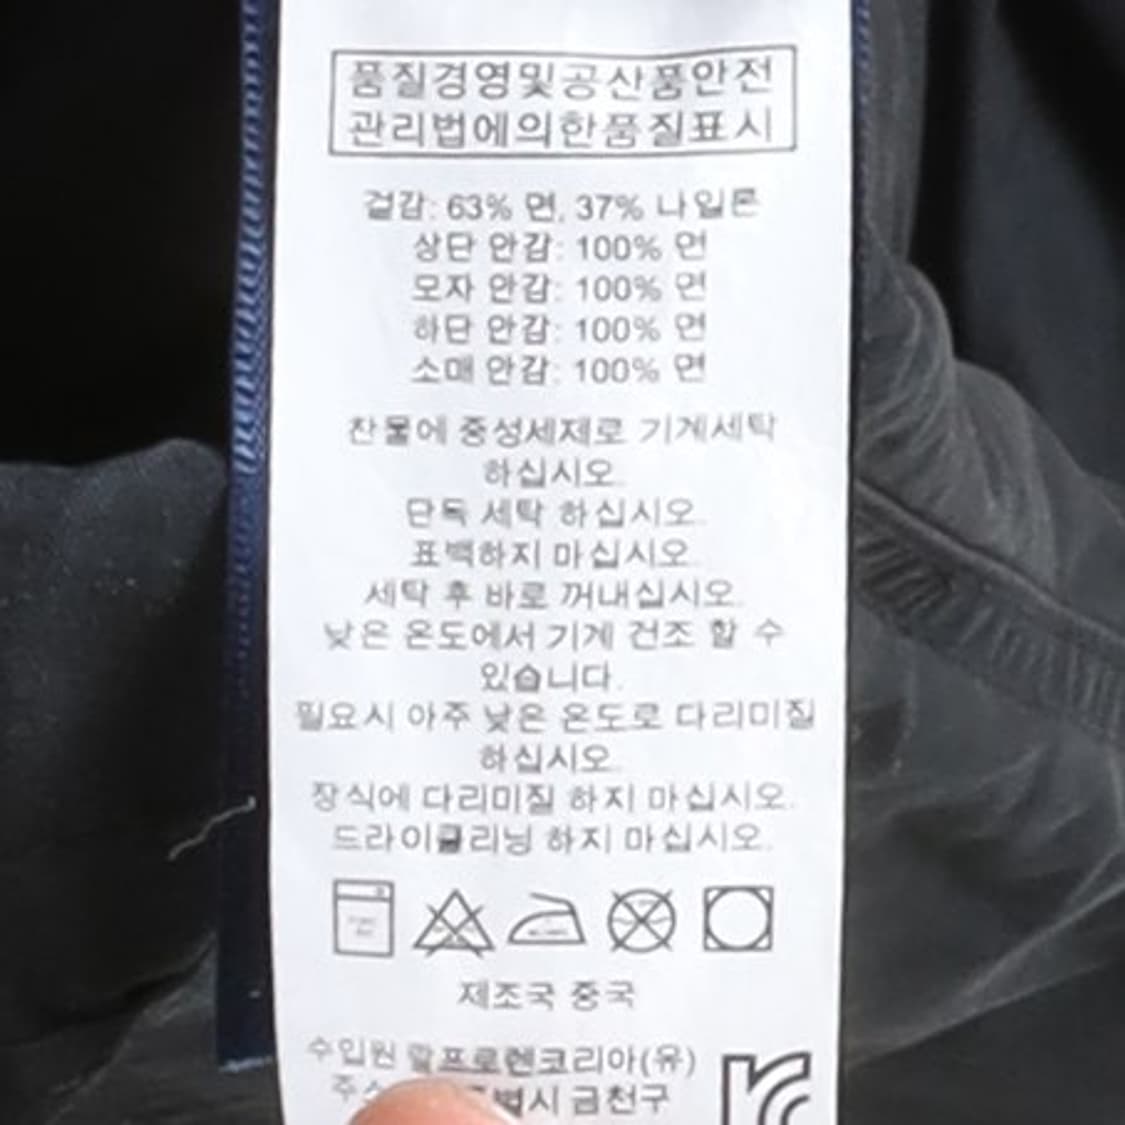 품질경영및공산품안전
관리법에의한품질표시
겉감: 63% 면, 37% 나일론
상단 안감: 100% 면
모자 안감: 100% 면
하단 안감: 100% 면
소매 안감: 100% 면
찬물에 중성세제로 기계세탁
하십시오.
단독 세탁 하십시오.
표백하지 마십시오.
세탁 후 바로 꺼내십시오.
낮은 온도에서 기계 건조 할 수
있습니다.
필요시 아주 낮은 온도로 다리미질
하십시오.
장식에 다리미질 하지 마십시오.
드라이클리닝 하지 마십시오.
제조국 중국
수입원 랄프로렌코리아(유)
금천구